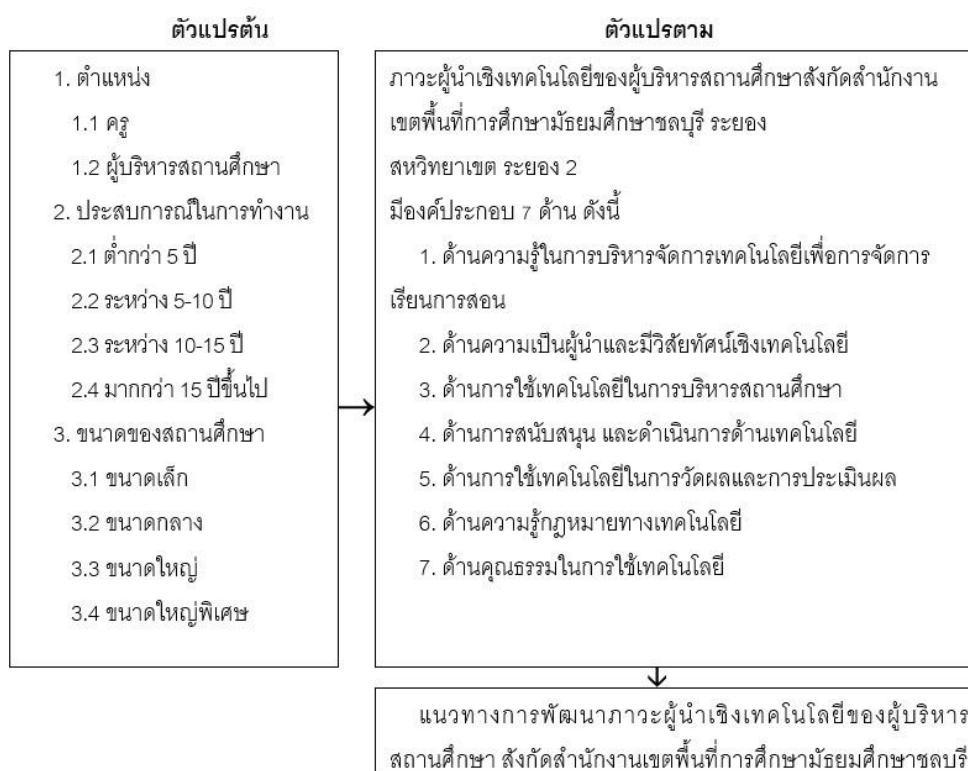 ตัวแปรต้น
1. ตำแหน่ง
1.1 ครู
1.2 ผู้บริหารสถานศึกษา
2. ประสบการณ์ในการทำงาน
2.1 ต่ำกว่า 5 ปี
2.2 ระหว่าง 5-10 ปี
2.3 ระหว่าง 10-15 ปี
2.4 มากกว่า 15 ปีขึ้นไป
3. ขนาดของสถานศึกษา
3.1 ขนาดเล็ก
3.2 ขนาดกลาง
3.3 ขนาดใหญ่
3.4 ขนาดใหญ่พิเศษ
ตัวแปรตาม
ภาวะผู้นำเชิงเทคโนโลยีของผู้บริหารสถานศึกษาสังกัดสำนักงาน
เขตพื้นที่การศึกษามัธยมศึกษาชลบุรี ระยอง
สหวิทยาเขต ระยอง 2
มีองค์ประกอบ 7 ด้าน ดังนี้
1. ด้านความรู้ในการบริหารจัดการเทคโนโลยีเพื่อการจัดการ
เรียนการสอน
2. ด้านความเป็นผู้นำและมีวิสัยทัศน์เชิงเทคโนโลยี
3. ด้านการใช้เทคโนโลยีในการบริหารสถานศึกษา
4. ด้านการสนับสนุน และดำเนินการด้านเทคโนโลยี
5. ด้านการใช้เทคโนโลยีในการวัดผลและการประเมินผล
6. ด้านความรู้กฎหมายทางเทคโนโลยี
7. ด้านคุณธรรมในการใช้เทคโนโลยี
แนวทางการพัฒนาภาวะผู้นำเชิงเทคโนโลยีของผู้บริหาร
สถานศึกษา สังกัดสำนักงานเขตพื้นที่การศึกษามัธยมศึกษาชลบุรี